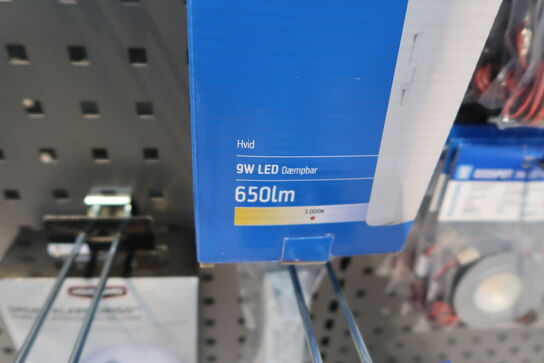 Hvid
9W LED Dæmpbar
650lm
3.000K